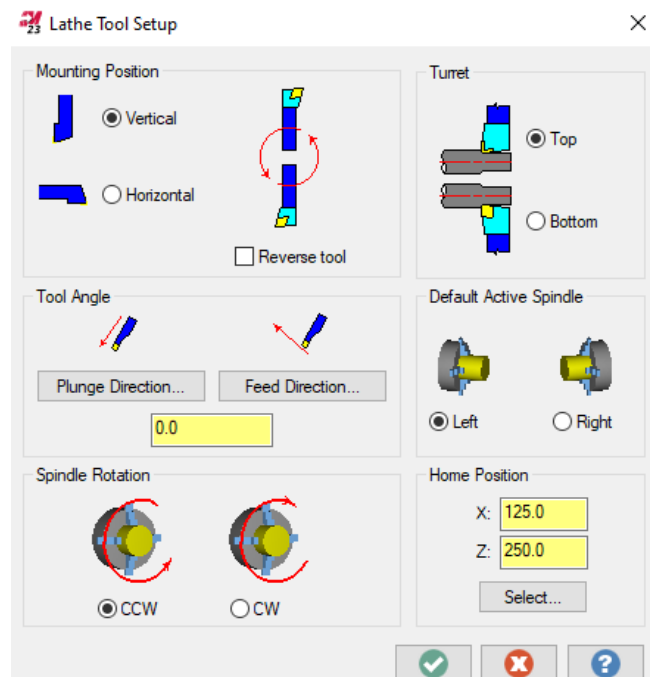 23 Lathe Tool Setup
Mounting Position
Vertical
Horizontal
Reverse tool
Turret
Top
Bottom
Tool Angle
Plunge Direction...
Feed Direction...
0.0
Default Active Spindle
Left
Right
Spindle Rotation
CCW
CW
Home Position
X: 125.0
Z: 250.0
Select...
?